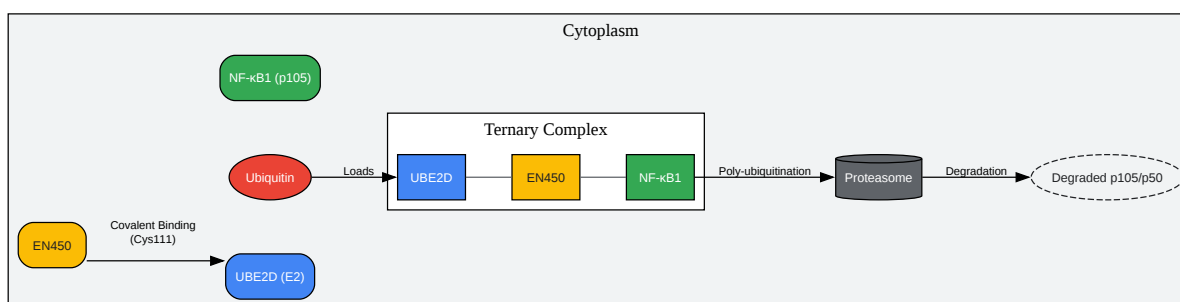 Cytoplasm
NF-κB1 (p105)
Ternary Complex
Ubiquitin
Loads
UBE2D
EN450
NF-κB1
Poly-ubiquitination
Proteasome
Degradation
Degraded p105/p50
EN450
Covalent Binding
(Cys111)
UBE2D (E2)